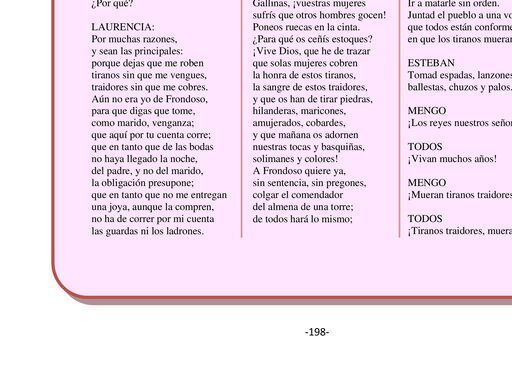 ¿Por qué?
LAURENCIA:
Por muchas razones,
y sean las principales:
porque dejas que me roben
tiranos sin que me vengues,
traidores sin que me cobres.
Aún no era yo de Frondoso,
para que digas que tome,
como marido, venganza;
que aquí por tu cuenta corre;
que en tanto que de las bodas
no haya llegado la noche,
del padre, y no del marido,
la obligación presupone;
que en tanto que no me entregan
una joya, aunque la compren,
no ha de correr por mi cuenta
las guardas ni los ladrones.
Gallinas, ¡vuestras mujeres
sufrís que otros hombres gocen!
Poneos ruecas en la cinta.
¿Para qué os ceñís estoques?
¡Vive Dios, que he de trazar
que solas mujeres cobren
la honra de estos tiranos,
la sangre de estos traidores,
y que os han de tirar piedras,
hilanderas, maricones,
amujerados, cobardes,
y que mañana os adornen
nuestras tocas y basquiñas,
solimanes y colores!
A Frondoso quiere ya,
sin sentencia, sin pregones,
colgar el comendador
del almena de una torre;
de todos hará lo mismo;
Ir a matarle sin orden.
Juntad el pueblo a una vo
que todos están conforme
en que los tiranos mueran
ESTEBAN
Tomad espadas, lanzones
ballestas, chuzos y palos.
MENGO
¡Los reyes nuestros seño
TODOS
¡Vivan muchos años!
MENGO
¡Mueran tiranos traidores
TODOS
¡Tiranos traidores, muera
-198-